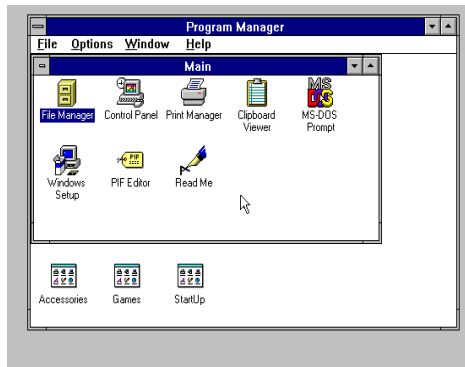 Program Manager
File Options Window Help
Main
MS
DOS
File Manager Control Panel Print Manager Clipboard Viewer MS-DOS Prompt
PIF
Windows Setup PIF Editor Read Me
Accessories Games StartUp